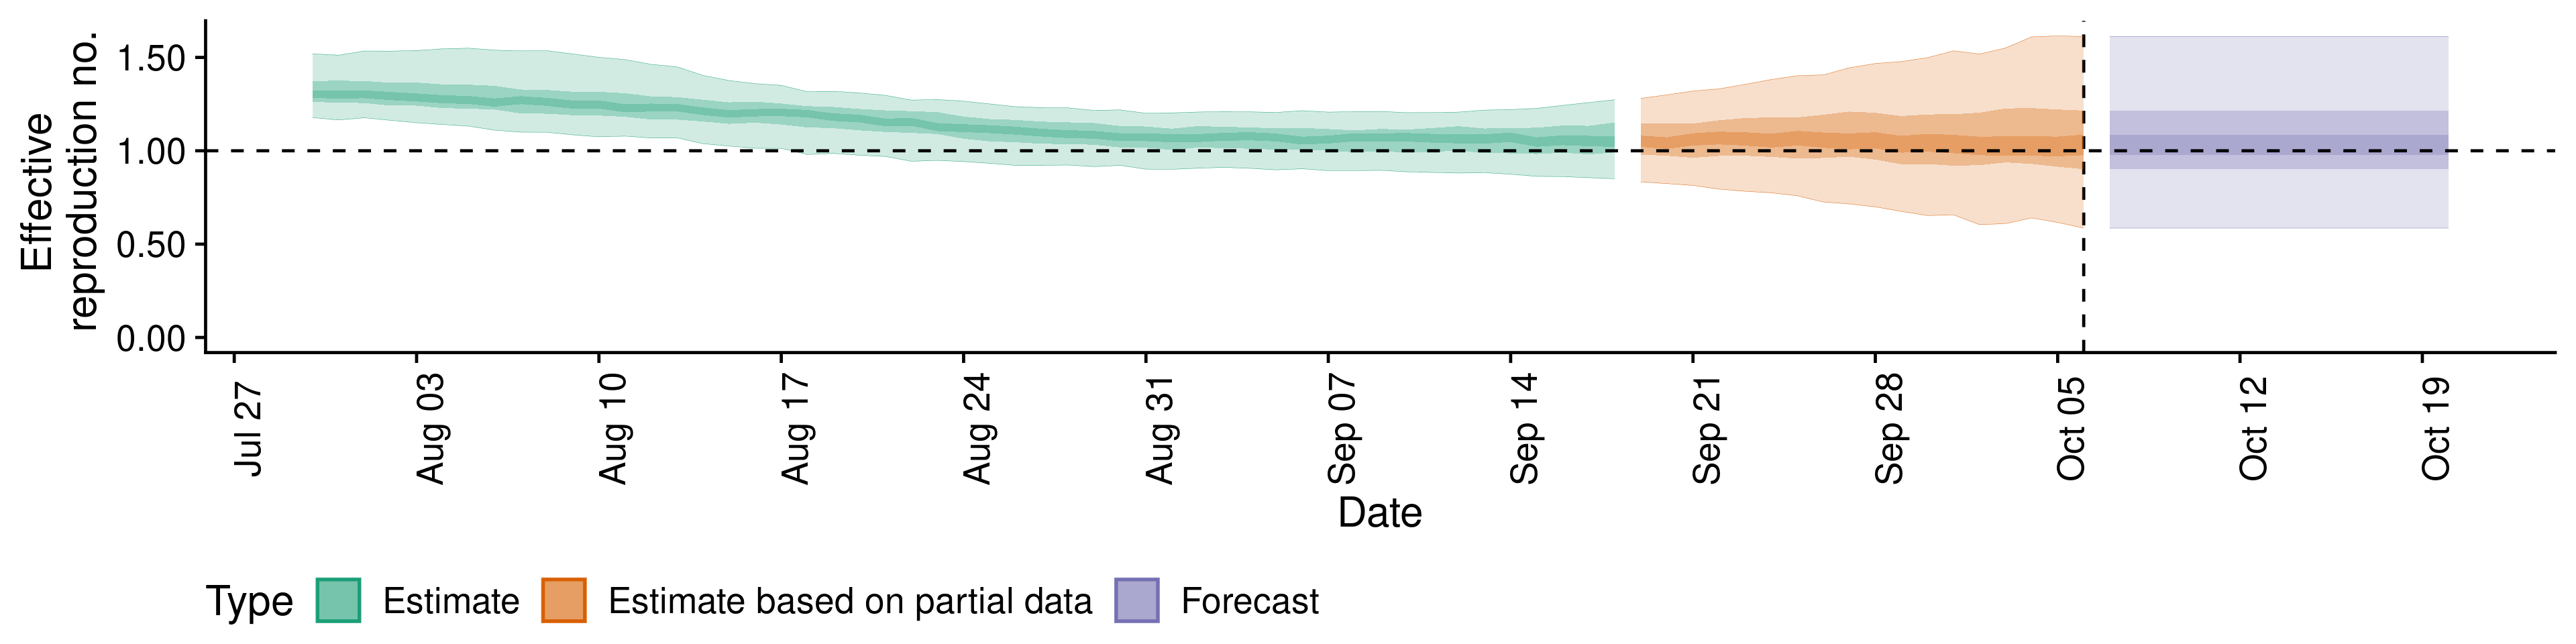 Effective
reproduction no.
1.50
1.00
0.50
0.00
Jul 27
Aug 03
Aug 10
Aug 17
Aug 24
Aug 31
Sep 07
Sep 14
Sep 21
Sep 28
Oct 05
Oct 12
Oct 19
Date
Type Estimate Estimate based on partial data Forecast